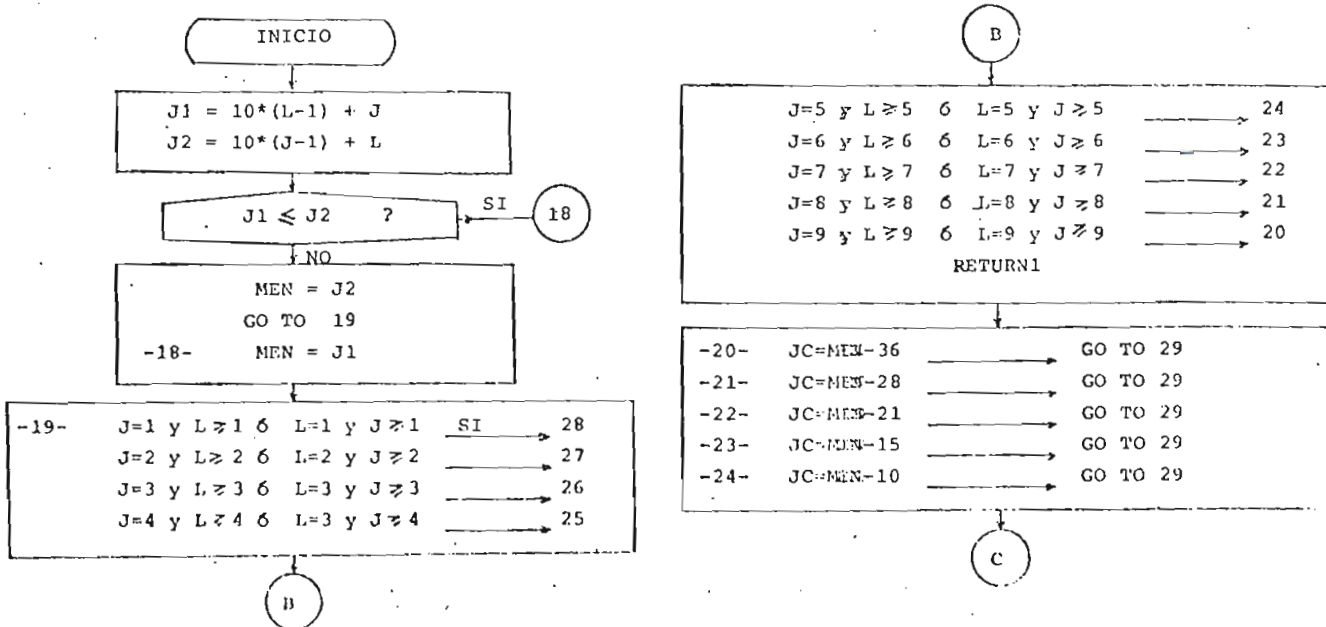 INICIO
J1 = 10*(L-1) + J
J2 = 10*(J-1) + L
J1 ⩽ J2 ?
SI
18
NO
MEN = J2
GO TO 19
-18- MEN = J1
-19- J=1 y L ⩾ 1 ó L=1 y J ⩾ 1 SI 28
J=2 y L ⩾ 2 ó L=2 y J ⩾ 2 27
J=3 y L ⩾ 3 ó L=3 y J ⩾ 3 26
J=4 y L ⩾ 4 ó L=3 y J ⩾ 4 25
B
B
J=5 y L ⩾ 5 ó L=5 y J ⩾ 5 24
J=6 y L ⩾ 6 ó L=6 y J ⩾ 6 23
J=7 y L ⩾ 7 ó L=7 y J ⩾ 7 22
J=8 y L ⩾ 8 ó L=8 y J ⩾ 8 21
J=9 y L ⩾ 9 ó L=9 y J ⩾ 9 20
RETURN1
-20- JC=MEN-36 GO TO 29
-21- JC=MEN-28 GO TO 29
-22- JC=MEN-21 GO TO 29
-23- JC=MEN-15 GO TO 29
-24- JC=MEN-10 GO TO 29
C